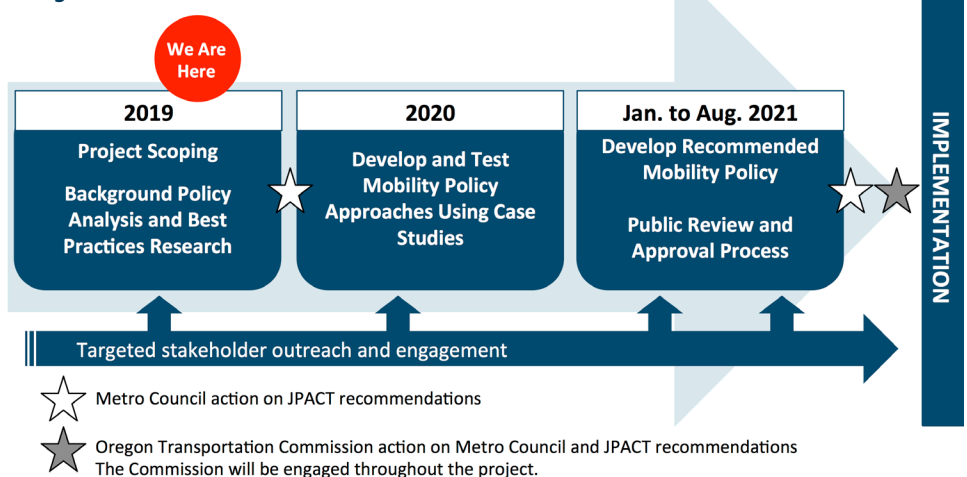 We Are
Here
2019
Project Scoping
Background Policy
Analysis and Best
Practices Research
2020
Develop and Test
Mobility Policy
Approaches Using Case
Studies
Jan. to Aug. 2021
Develop Recommended
Mobility Policy
Public Review and
Approval Process
IMPLEMENTATION
Targeted stakeholder outreach and engagement
Metro Council action on JPACT recommendations
Oregon Transportation Commission action on Metro Council and JPACT recommendations
The Commission will be engaged throughout the project.